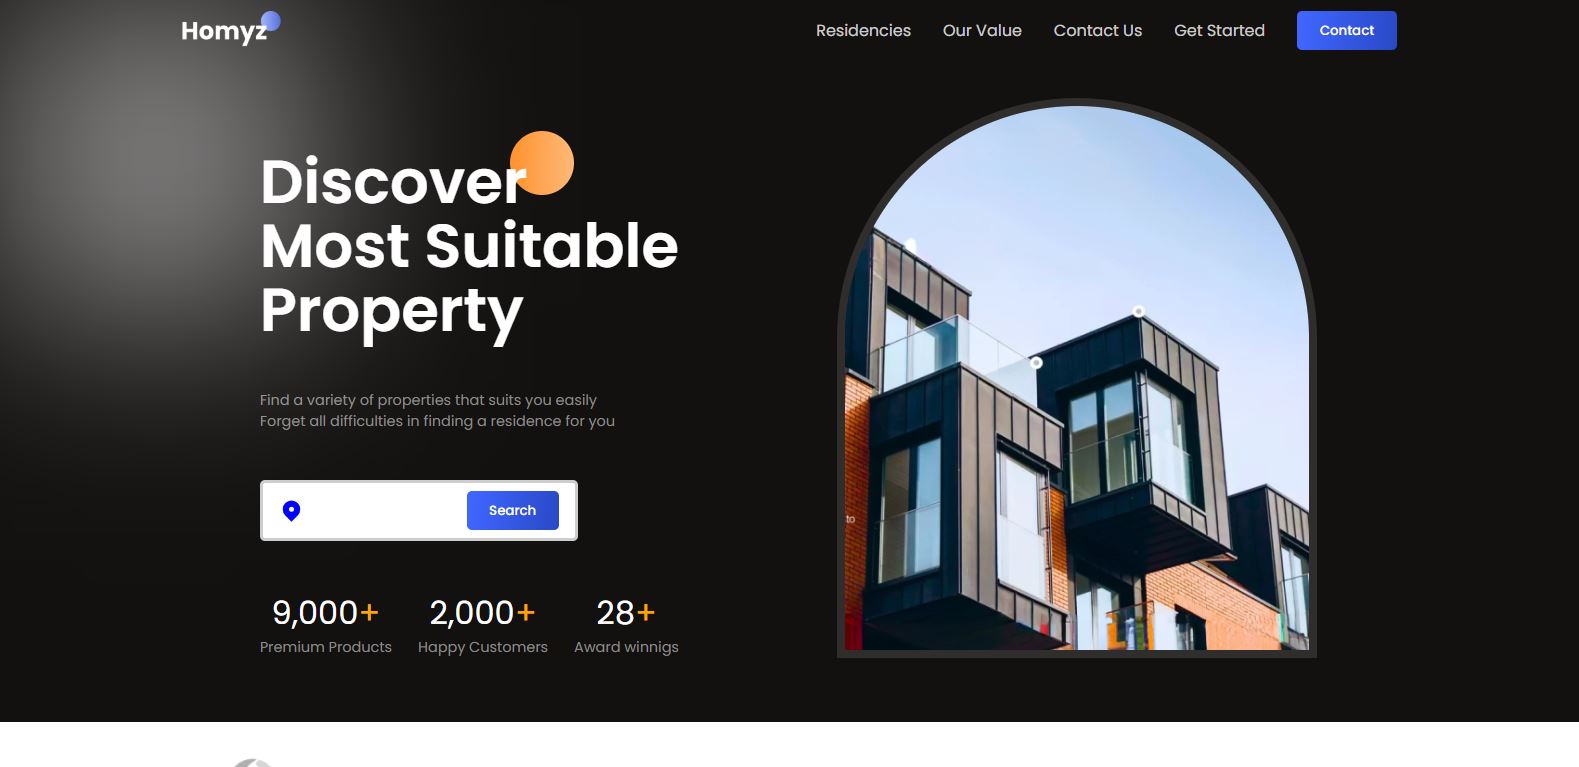 Homyz
Residencies Our Value Contact Us Get Started Contact
Discover
Most Suitable
Property
Find a variety of properties that suits you easily
Forget all difficulties in finding a residence for you
Search
9,000+ 2,000+ 28+
Premium Products Happy Customers Award winnigs
to